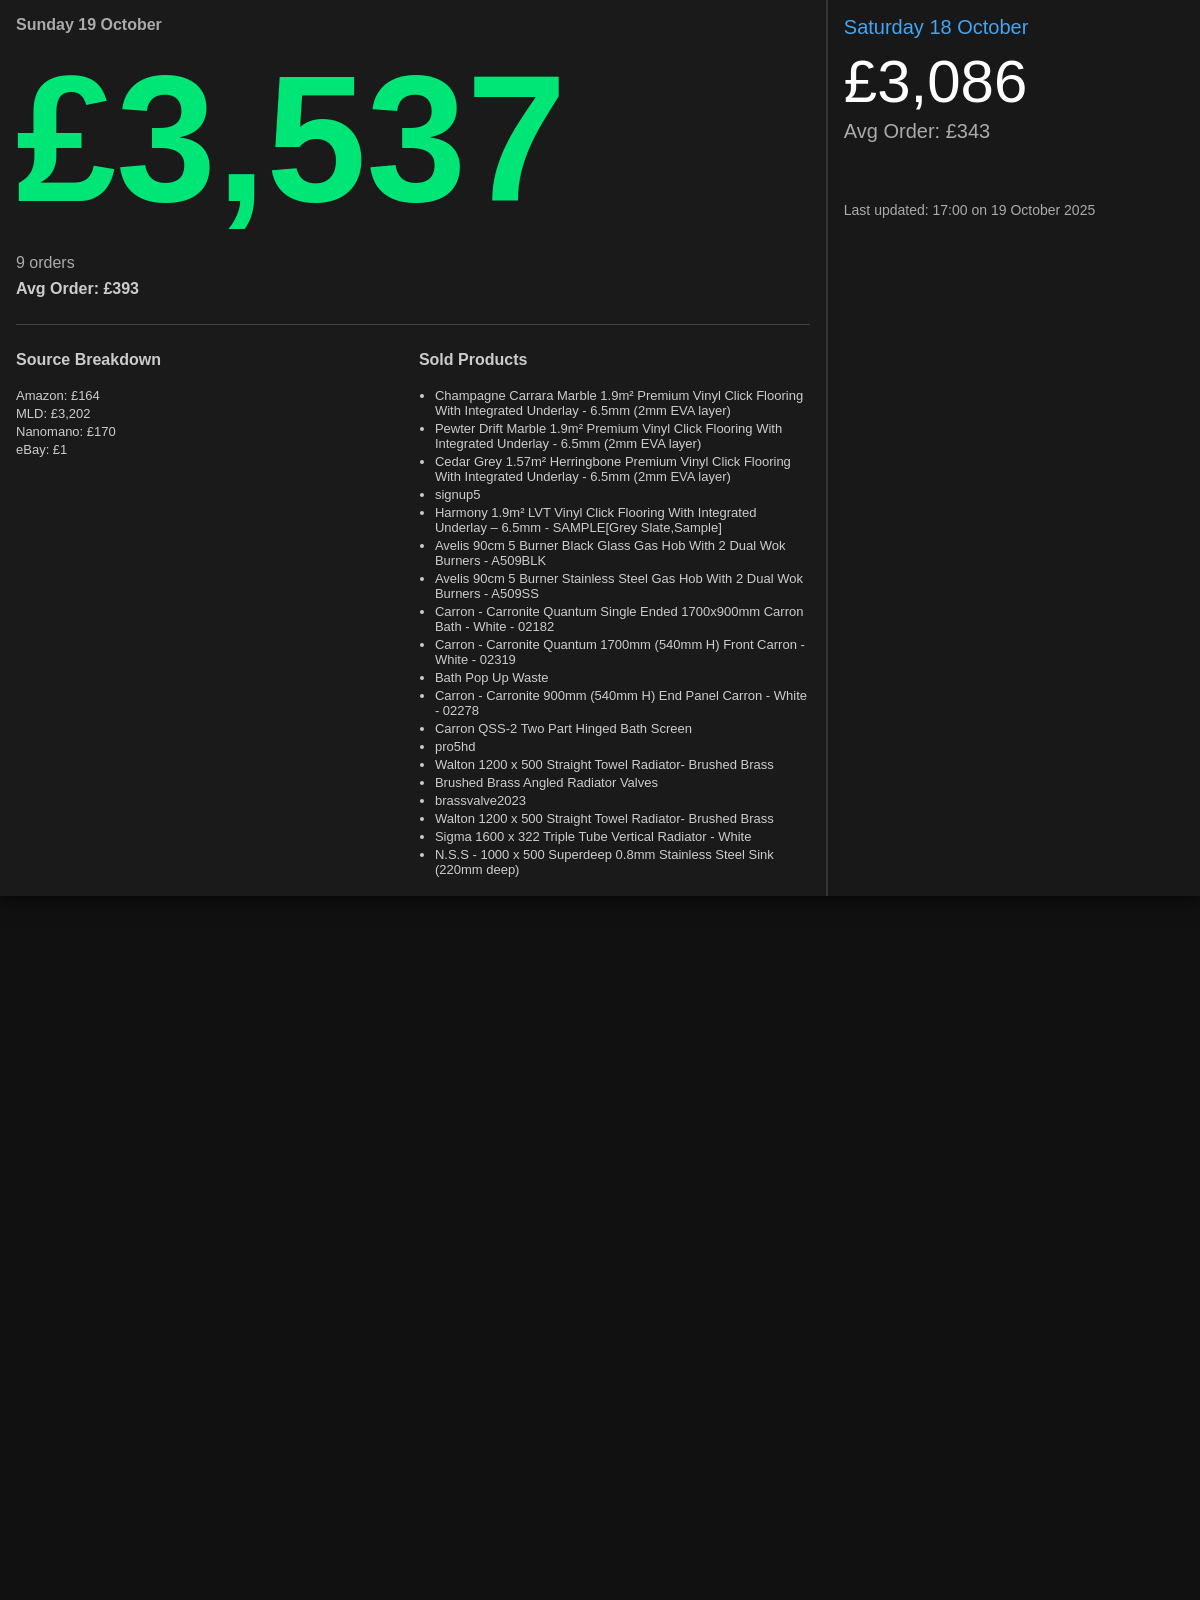 Sunday 19 October
£3,537
9 orders
Avg Order: £393
Source Breakdown
Amazon: £164
MLD: £3,202
Nanomano: £170
eBay: £1
Sold Products
• Champagne Carrara Marble 1.9m² Premium Vinyl Click Flooring
With Integrated Underlay - 6.5mm (2mm EVA layer)
• Pewter Drift Marble 1.9m² Premium Vinyl Click Flooring With
Integrated Underlay - 6.5mm (2mm EVA layer)
• Cedar Grey 1.57m² Herringbone Premium Vinyl Click Flooring
With Integrated Underlay - 6.5mm (2mm EVA layer)
• signup5
• Harmony 1.9m² LVT Vinyl Click Flooring With Integrated
Underlay – 6.5mm - SAMPLE[Grey Slate,Sample]
• Avelis 90cm 5 Burner Black Glass Gas Hob With 2 Dual Wok
Burners - A509BLK
• Avelis 90cm 5 Burner Stainless Steel Gas Hob With 2 Dual Wok
Burners - A509SS
• Carron - Carronite Quantum Single Ended 1700x900mm Carron
Bath - White - 02182
• Carron - Carronite Quantum 1700mm (540mm H) Front Carron -
White - 02319
• Bath Pop Up Waste
• Carron - Carronite 900mm (540mm H) End Panel Carron - White
- 02278
• Carron QSS-2 Two Part Hinged Bath Screen
• pro5hd
• Walton 1200 x 500 Straight Towel Radiator- Brushed Brass
• Brushed Brass Angled Radiator Valves
• brassvalve2023
• Walton 1200 x 500 Straight Towel Radiator- Brushed Brass
• Sigma 1600 x 322 Triple Tube Vertical Radiator - White
• N.S.S - 1000 x 500 Superdeep 0.8mm Stainless Steel Sink
(220mm deep)
Saturday 18 October
£3,086
Avg Order: £343
Last updated: 17:00 on 19 October 2025